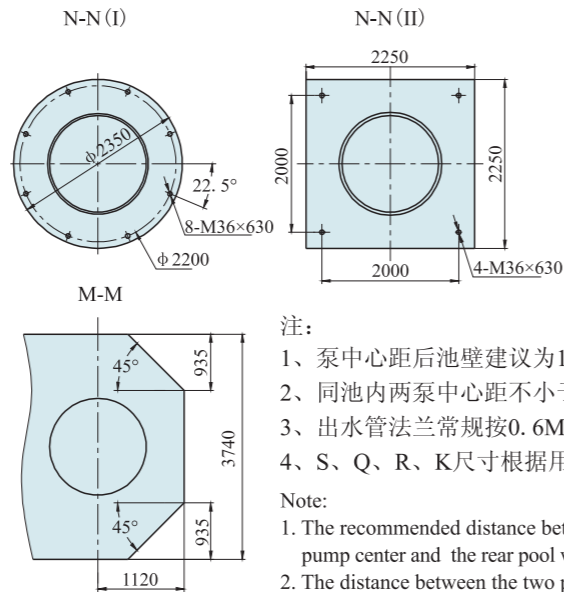 N-N(I)
N-N(II)
2250
ф2350
22.5°
8-M36×630
ф2200
2000
2250
2000
4-M36×630
M-M
45°
935
3740
45°
935
1120
注：
1、泵中心距后池壁建议为1
2、同池内两泵中心距不小
3、出水管法兰常规按0.6M
4、S、Q、R、K尺寸根据用
Note:
1. The recommended distance
pump center and the rear pool
2. The distance between the two